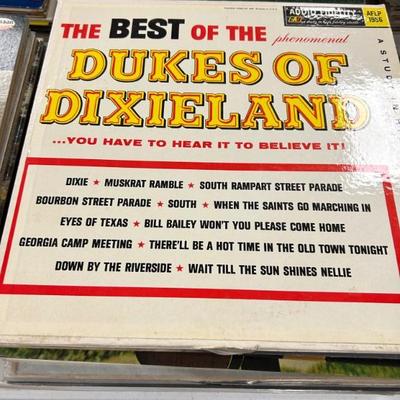 AUDIO FIDELITY
AFLP
1956
THE BEST OF THE phenomenal
DUKES OF
DIXIELAND
...YOU HAVE TO HEAR IT TO BELIEVE IT!
DIXIE ★ MUSKRAT RAMBLE ★ SOUTH RAMPART STREET PARADE
BOURBON STREET PARADE ★ SOUTH ★ WHEN THE SAINTS GO MARCHING IN
EYES OF TEXAS ★ BILL BAILEY WON'T YOU PLEASE COME HOME
GEORGIA CAMP MEETING ★ THERE'LL BE A HOT TIME IN THE OLD TOWN TONIGHT
DOWN BY THE RIVERSIDE ★ WAIT TILL THE SUN SHINES NELLIE